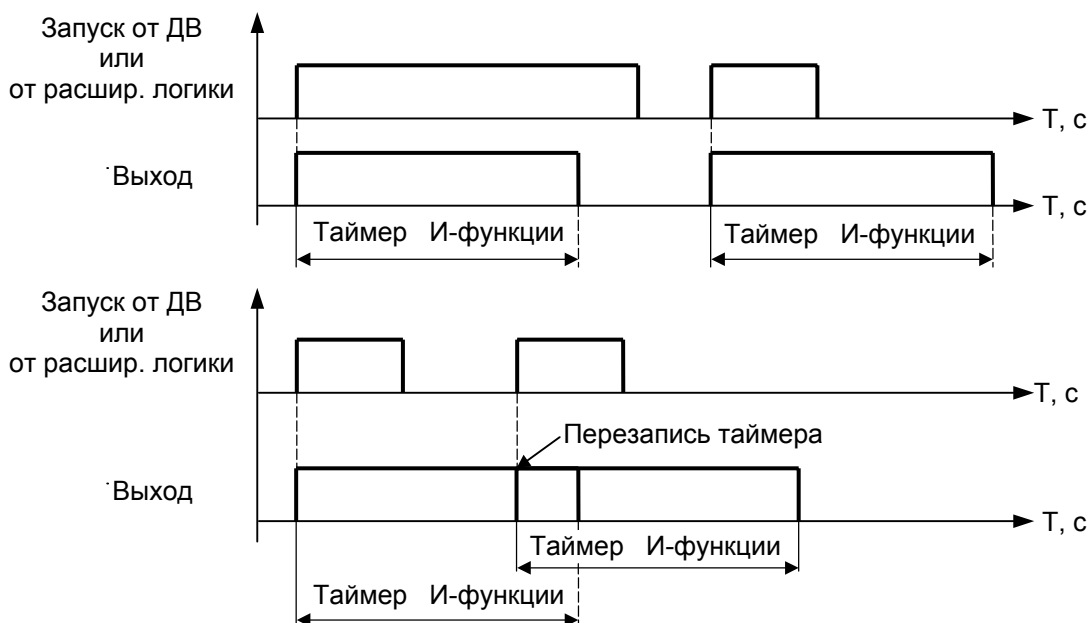 Запуск от ДВ
или
от расшир. логики
Т, с
Выход
Т, с
Таймер И-функции
Таймер И-функции
Запуск от ДВ
или
от расшир. логики
Т, с
Перезапись таймера
Выход
Т, с
Таймер И-функции
Таймер И-функции